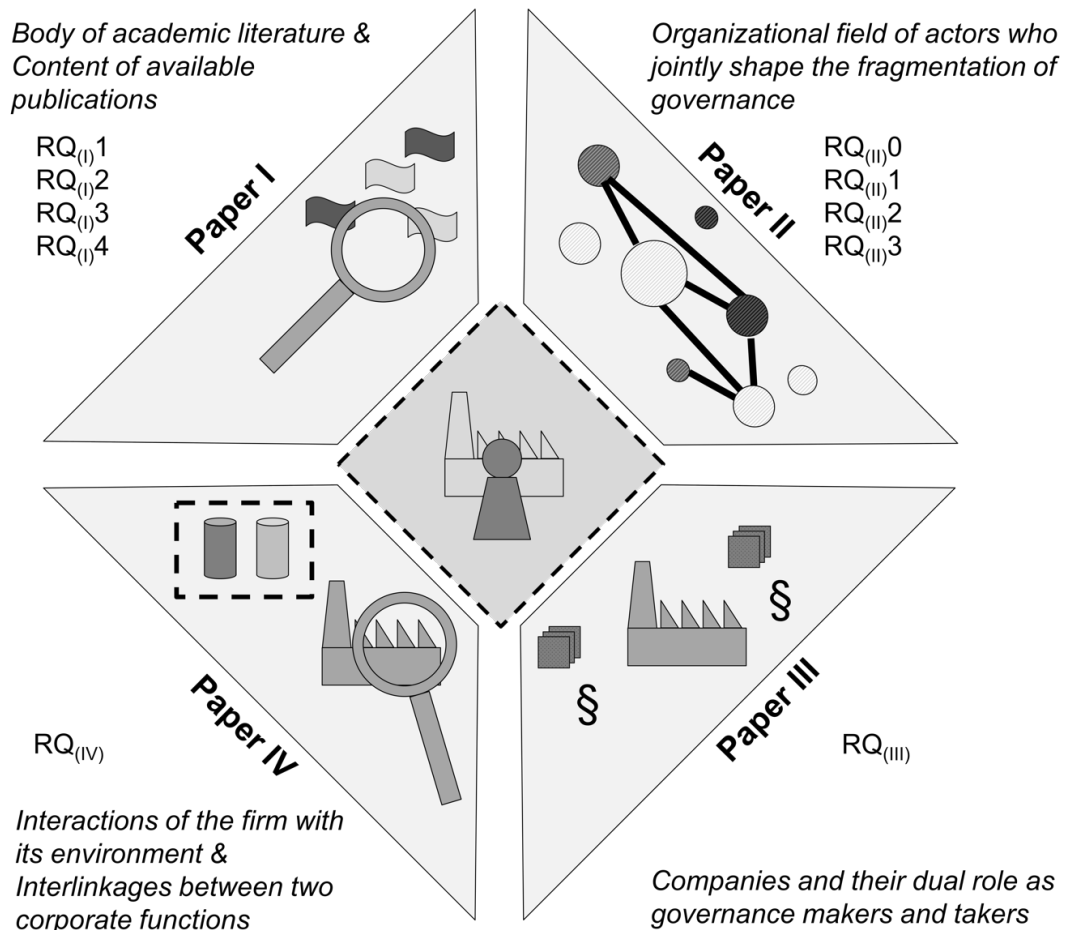 Body of academic literature &
Content of available
publications
RQ(I)1
RQ(I)2
RQ(I)3
RQ(I)4
Paper I
Organizational field of actors who
jointly shape the fragmentation of
governance
RQ(II)0
RQ(II)1
RQ(II)2
RQ(II)3
Paper II
Paper IV
RQ(IV)
Interactions of the firm with
its environment &
Interlinkages between two
corporate functions
§
§
Paper III
RQ(III)
Companies and their dual role as
governance makers and takers